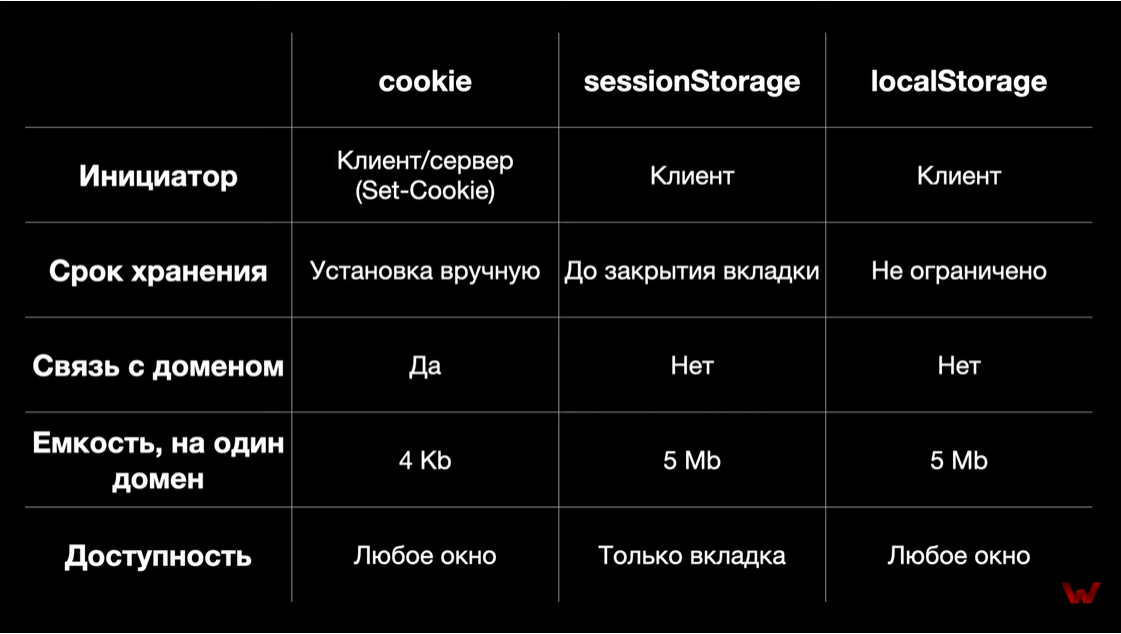 cookie
sessionStorage
localStorage
Инициатор
Клиент/сервер
(Set-Cookie)
Клиент
Клиент
Срок хранения
Установка вручную
До закрытия вкладки
Не ограничено
Связь с доменом
Да
Нет
Нет
Емкость, на один
домен
4 Kb
5 Mb
5 Mb
Доступность
Любое окно
Только вкладка
Любое окно
W